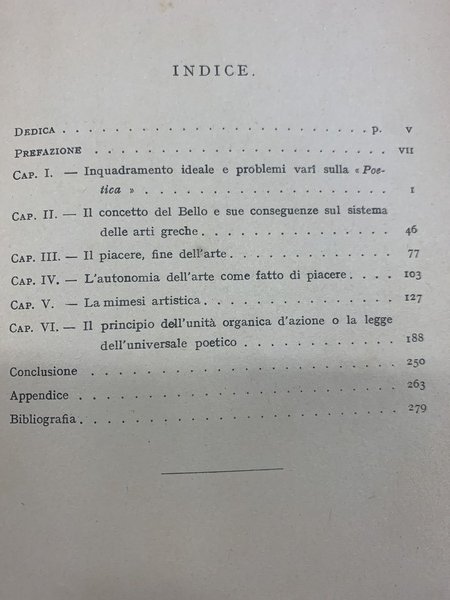 INDICE.
DEDICA . . . . . . . . . . . . . . . . . . . . . . p. V
PREFAZIONE . . . . . . . . . . . . . . . . . . . . . VII
CAP. I. — Inquadramento ideale e problemi vari sulla « Poe-
tica » . . . . . . . . . . . . . . . . . . . 1
CAP. II. — Il concetto del Bello e sue conseguenze sul sistema
delle arti greche . . . . . . . . . . . . . . 46
CAP. III. — Il piacere, fine dell'arte . . . . . . . . . . . . 77
CAP. IV. — L'autonomia dell'arte come fatto di piacere . . . . 103
CAP. V. — La mimesi artistica . . . . . . . . . . . . . . 127
CAP. VI. — Il principio dell'unità organica d'azione o la legge
dell'universale poetico . . . . . . . . . . . 188
Conclusione . . . . . . . . . . . . . . . . . . . . . 250
Appendice . . . . . . . . . . . . . . . . . . . . . . 263
Bibliografia . . . . . . . . . . . . . . . . . . . . . 279